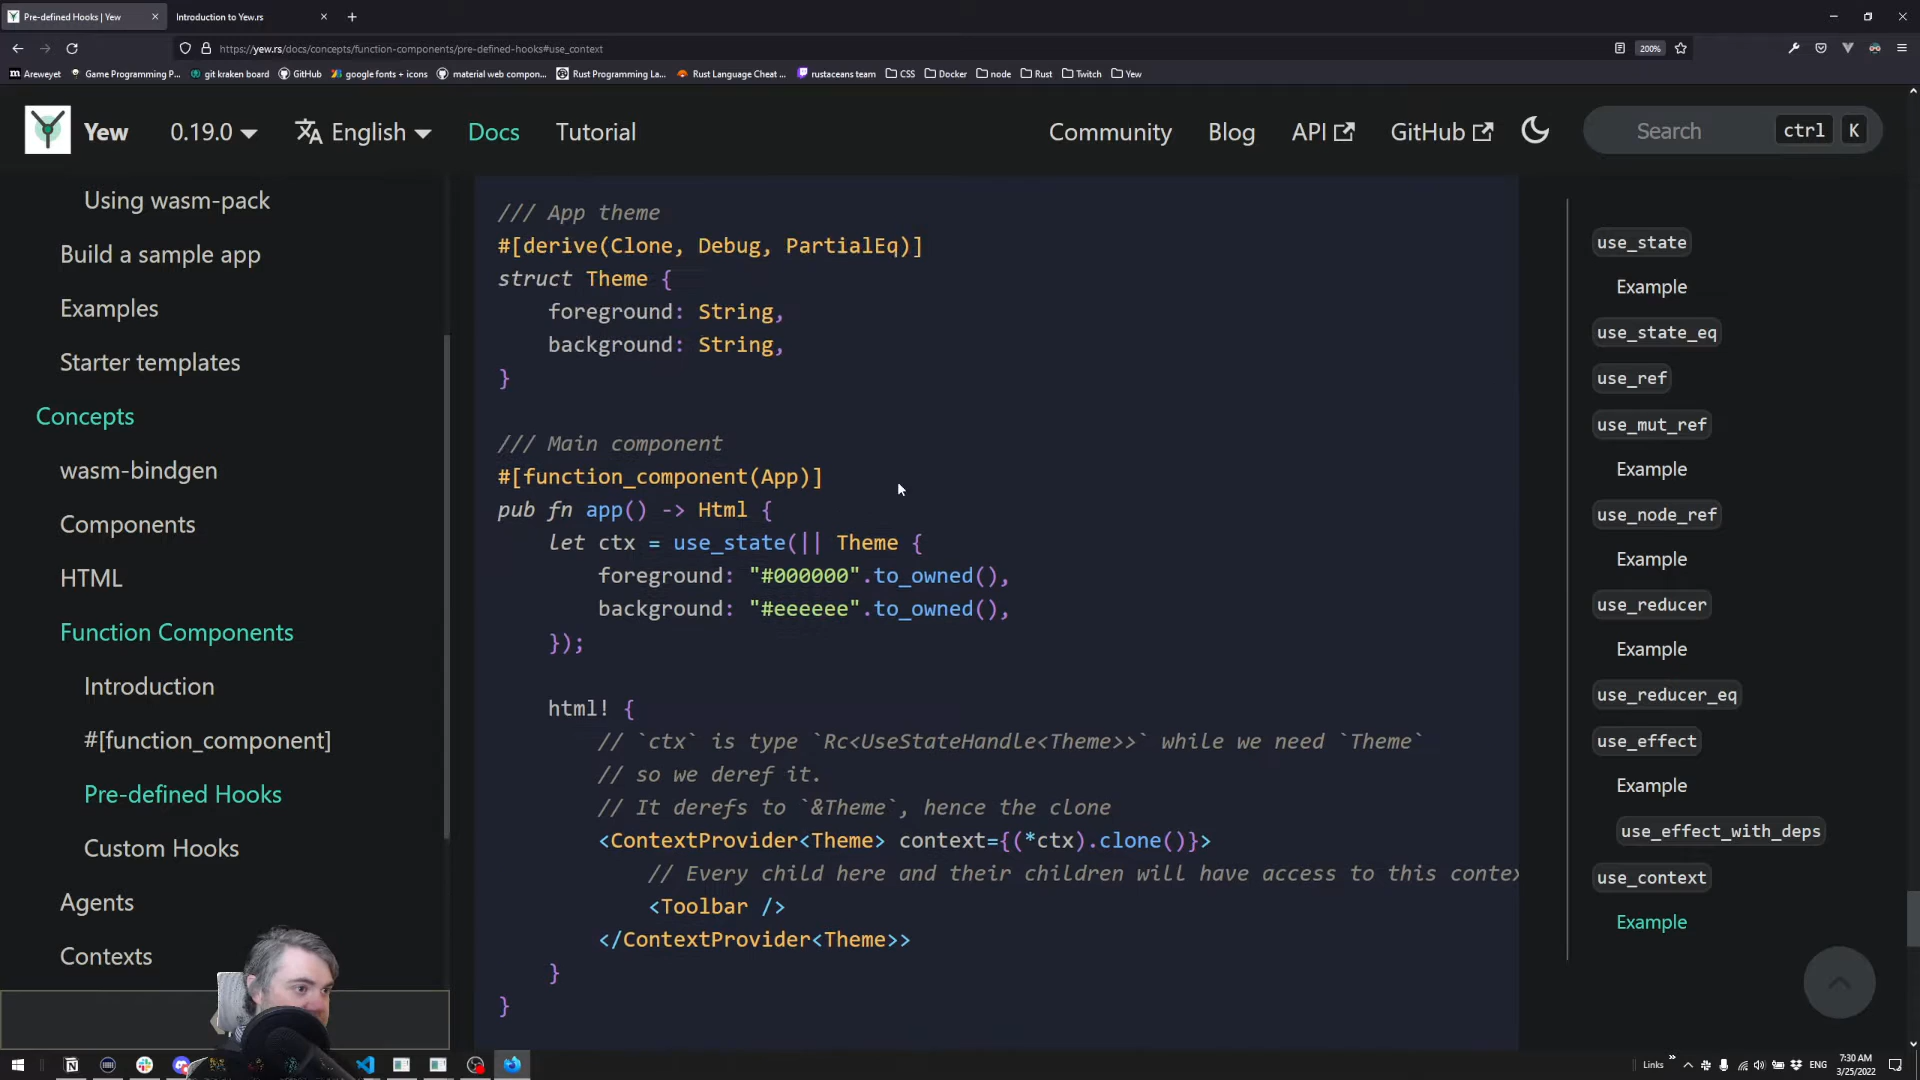 Pre-defined Hooks | Yew
Introduction to Yew.rs
https://yew.rs/docs/concepts/function-components/pre-defined-hooks#use_context
200%
Areweyet
Game Programming P...
git kraken board
GitHub
google fonts + icons
material web compon...
Rust Programming La...
Rust Language Cheat ...
rustaceans team
CSS
Docker
node
Rust
Twitch
Yew
Yew
0.19.0
English
Docs
Tutorial
Community
Blog
API
GitHub
Search
ctrl
K
Using wasm-pack
Build a sample app
Examples
Starter templates
Concepts
wasm-bindgen
Components
HTML
Function Components
Introduction
#[function_component]
Pre-defined Hooks
Custom Hooks
Agents
Contexts
/// App theme
#[derive(Clone, Debug, PartialEq)]
struct Theme {
foreground: String,
background: String,
}
/// Main component
#[function_component(App)]
pub fn app() -> Html {
let ctx = use_state(|| Theme {
foreground: "#000000".to_owned(),
background: "#eeeeee".to_owned(),
});
html! {
// `ctx` is type `Rc<UseStateHandle<Theme>>` while we need `Theme`
// so we deref it.
// It derefs to `&Theme`, hence the clone
<ContextProvider<Theme> context={(*ctx).clone()}>
// Every child here and their children will have access to this contex
<Toolbar />
</ContextProvider<Theme>>
}
}
use_state
Example
use_state_eq
use_ref
use_mut_ref
Example
use_node_ref
Example
use_reducer
Example
use_reducer_eq
use_effect
Example
use_effect_with_deps
use_context
Example
Links
ENG
7:30 AM
3/25/2022